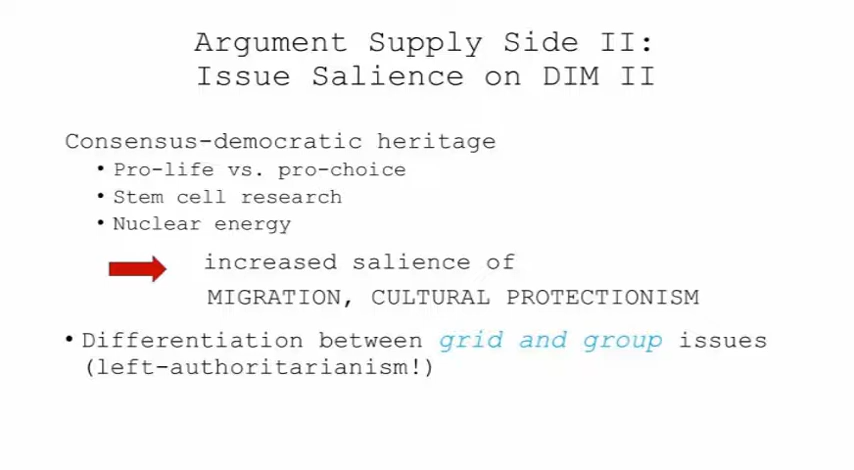 Argument Supply Side II:
Issue Salience on DIM II
Consensus-democratic heritage
• Pro-life vs. pro-choice
• Stem cell research
• Nuclear energy
increased salience of
MIGRATION, CULTURAL PROTECTIONISM
• Differentiation between grid and group issues
(left-authoritarianism!)